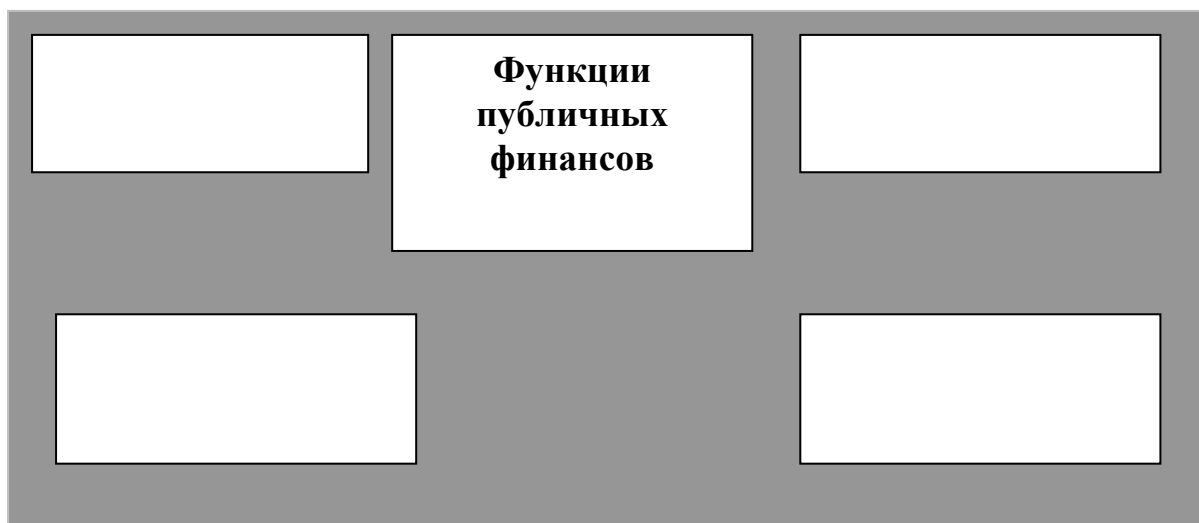 Функции
публичных
финансов